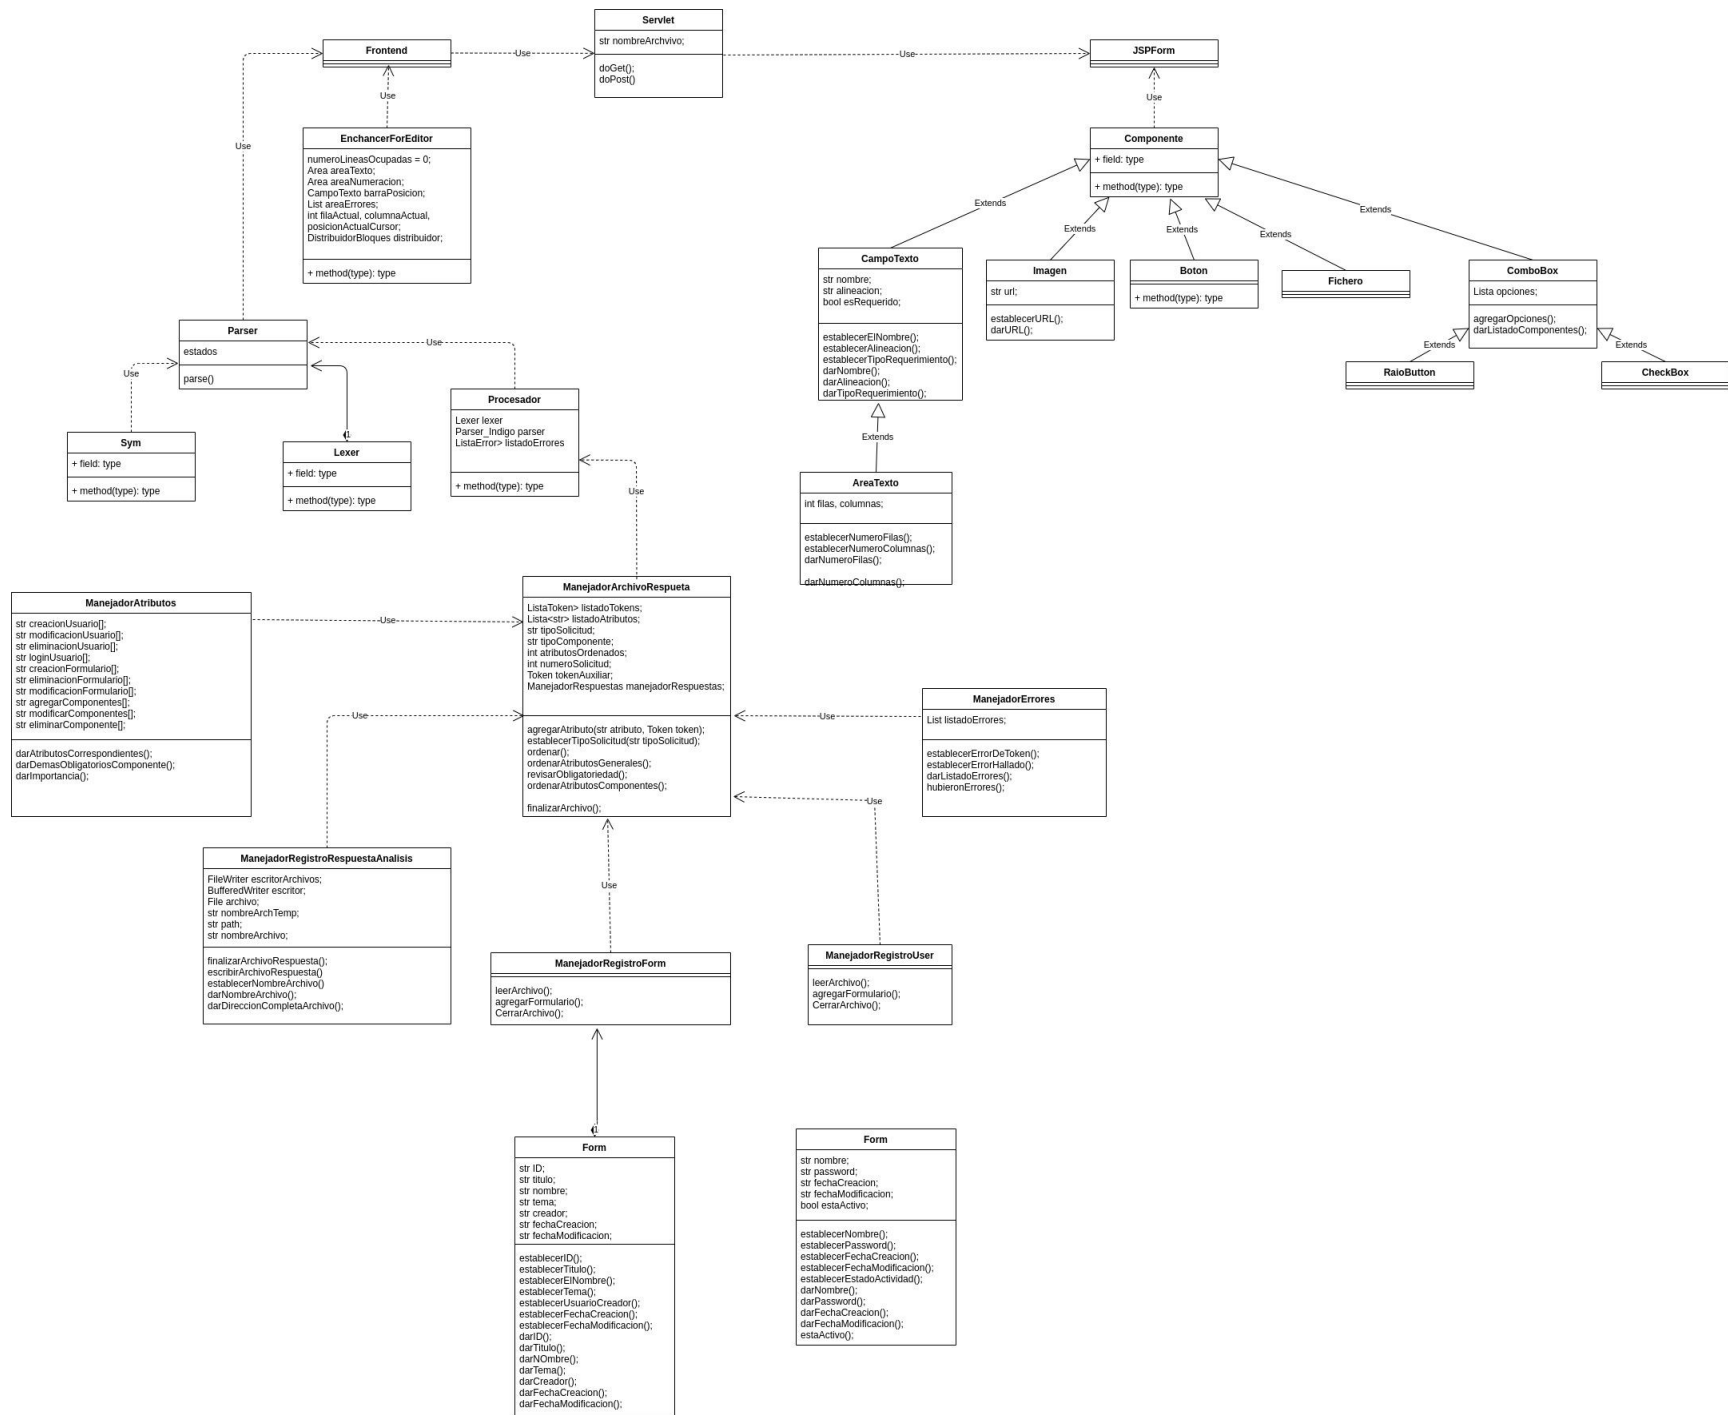 Servlet
str nombreArchvivo;
doGet();
doPost()
Frontend
Use
Use
JSPForm
Use
Use
Use
EnchancerForEditor
numeroLineasOcupadas = 0;
Area areaTexto;
Area areaNumeracion;
CampoTexto barraPosicion;
List areaErrores;
int filaActual, columnaActual,
posicionActualCursor;
DistribuidorBloques distribuidor;
+ method(type): type
Componente
+ field: type
+ method(type): type
Extends
Extends
Extends
Extends
Extends
CampoTexto
str nombre;
str alineacion;
bool esRequerido;
establecerElNombre();
establecerAlineacion();
establecerTipoRequerimiento();
darNombre();
darAlineacion();
darTipoRequerimiento();
Imagen
str url;
establecerURL();
darURL();
Boton
+ method(type): type
Fichero
ComboBox
Lista opciones;
agregarOpciones();
darListadoComponentes();
Extends
Extends
RaioButton
CheckBox
Extends
AreaTexto
int filas, columnas;
establecerNumeroFilas();
establecerNumeroColumnas();
darNumeroFilas();
darNumeroColumnas();
Parser
estados
parse()
Use
Use
1
Sym
+ field: type
+ method(type): type
Lexer
+ field: type
+ method(type): type
Procesador
Lexer lexer
Parser_Indigo parser
ListaError> listadoErrores
+ method(type): type
Use
ManejadorAtributos
str creacionUsuario[];
str modificacionUsuario[];
str eliminacionUsuario[];
str loginUsuario[];
str creacionFormulario[];
str eliminacionFormulario[];
str modificacionFormulario[];
str agregarComponentes[];
str modificarComponentes[];
str eliminarComponente[];
darAtributosCorrespondientes();
darDemasObligatoriosComponente();
darImportancia();
Use
ManejadorArchivoRespueta
ListaToken> listadoTokens;
Lista<str> listadoAtributos;
str tipoSolicitud;
str tipoComponente;
int atributosOrdenados;
int numeroSolicitud;
Token tokenAuxiliar;
ManejadorRespuestas manejadorRespuestas;
agregarAtributo(str atributo, Token token);
establecerTipoSolicitud(str tipoSolicitud);
ordenar();
ordenarAtributosGenerales();
revisarObligatoriedad();
ordenarAtributosComponentes();
finalizarArchivo();
Use
Use
ManejadorErrores
List listadoErrores;
establecerErrorDeToken();
establecerErrorHallado();
darListadoErrores();
hubieronErrores();
Use
Use
ManejadorRegistroRespuestaAnalisis
FileWriter escritorArchivos;
BufferedWriter escritor;
File archivo;
str nombreArchTemp;
str path;
str nombreArchivo;
finalizarArchivoRespuesta();
escribirArchivoRespuesta()
establecerNombreArchivo()
darNombreArchivo();
darDireccionCompletaArchivo();
ManejadorRegistroForm
leerArchivo();
agregarFormulario();
CerrarArchivo();
ManejadorRegistroUser
leerArchivo();
agregarFormulario();
CerrarArchivo();
1
Form
str ID;
str titulo;
str nombre;
str tema;
str creador;
str fechaCreacion;
str fechaModificacion;
establecerID();
establecerTitulo();
establecerElNombre();
establecerTema();
establecerUsuarioCreador();
establecerFechaCreacion();
establecerFechaModificacion();
darID();
darTitulo();
darNOmbre();
darTema();
darCreador();
darFechaCreacion();
darFechaModificacion();
Form
str nombre;
str password;
str fechaCreacion;
str fechaModificacion;
bool estaActivo;
establecerNombre();
establecerPassword();
establecerFechaCreacion();
establecerFechaModificacion();
establecerEstadoActividad();
darNombre();
darPassword();
darFechaCreacion();
darFechaModificacion();
estaActivo();